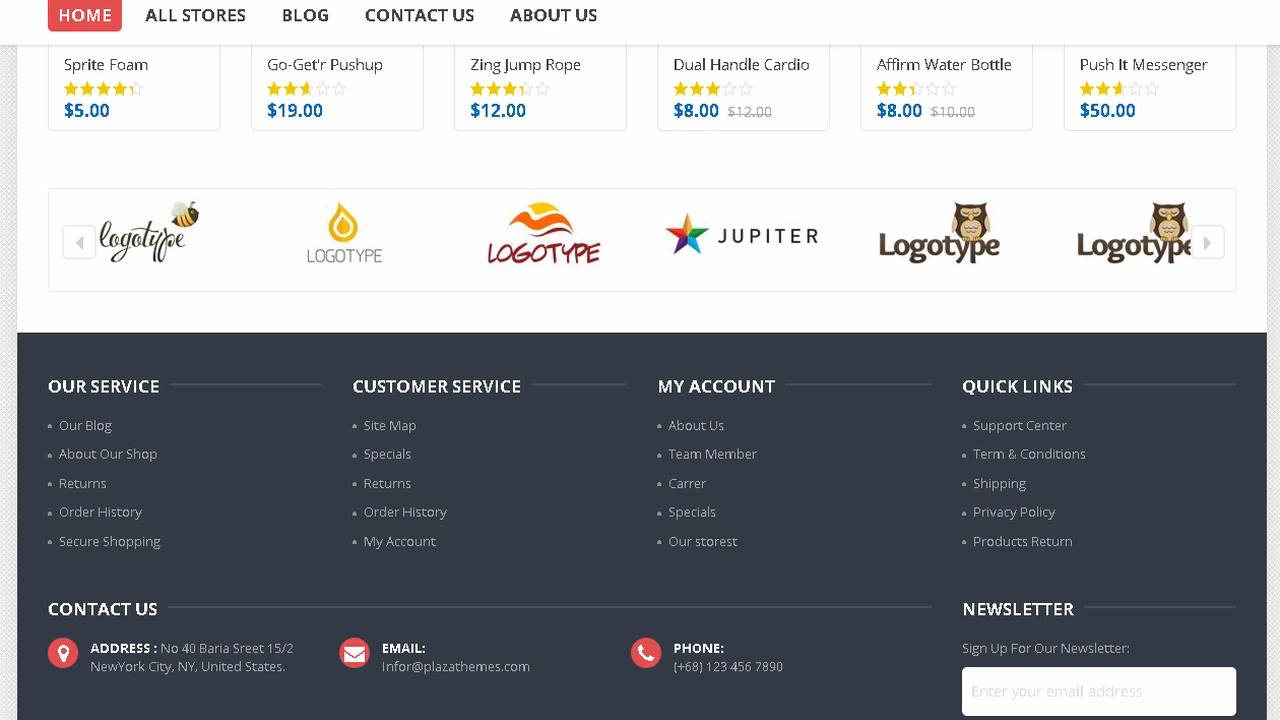 HOME ALL STORES BLOG CONTACT US ABOUT US
Sprite Foam Go-Get'r Pushup Zing Jump Rope Dual Handle Cardio Affirm Water Bottle Push It Messenger
$5.00 $19.00 $12.00 $8.00 $12.00 $8.00 $10.00 $50.00
logotype LOGOTYPE LOGOTYPE JUPITER Logotype Logotype
OUR SERVICE CUSTOMER SERVICE MY ACCOUNT QUICK LINKS
Our Blog Site Map About Us Support Center
About Our Shop Specials Team Member Term & Conditions
Returns Returns Carrer Shipping
Order History Order History Specials Privacy Policy
Secure Shopping My Account Our storest Products Return
CONTACT US NEWSLETTER
ADDRESS : No 40 Baria Sreet 15/2 EMAIL: PHONE: Sign Up For Our Newsletter:
NewYork City, NY, United States. Infor@plazathemes.com (+68) 123 456 7890
Enter your email address